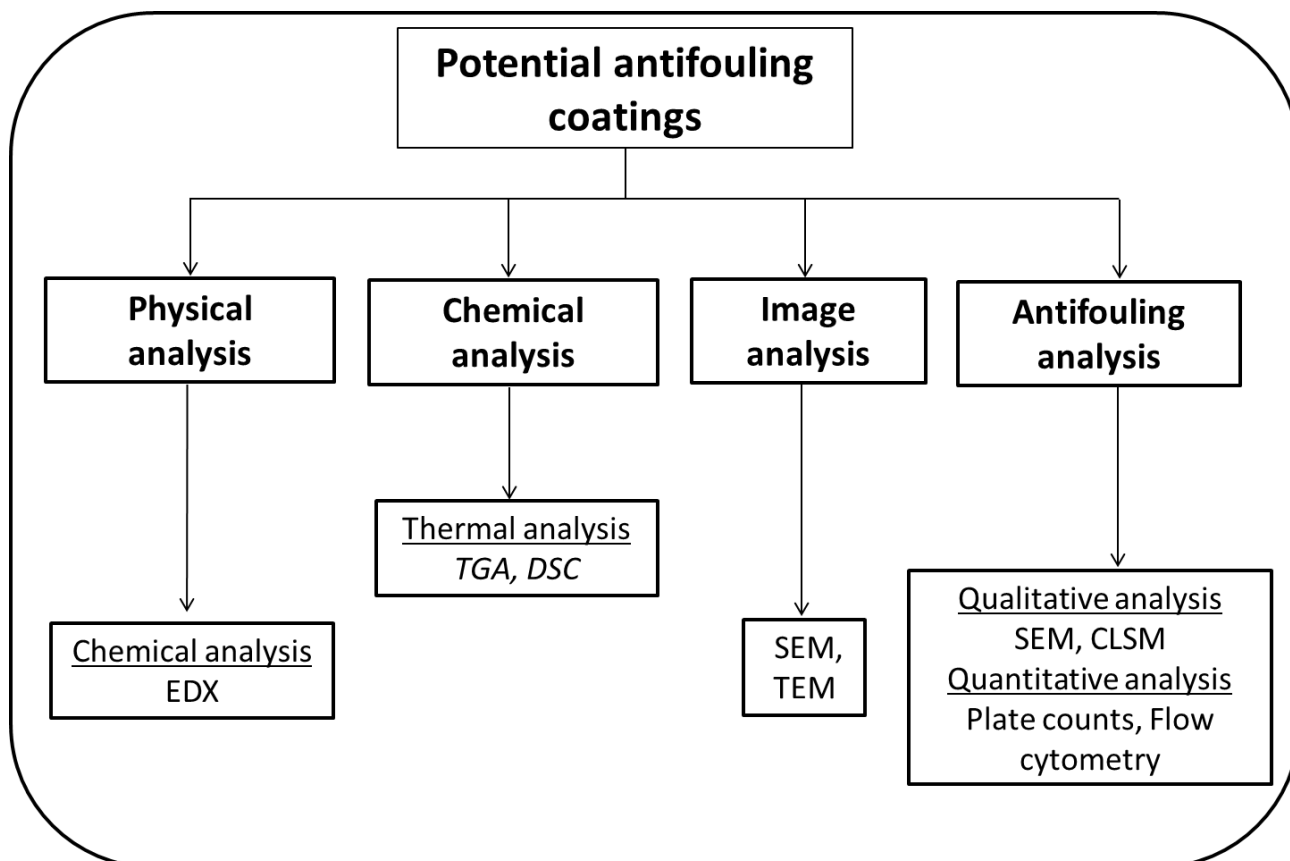 Potential antifouling
coatings
Physical
analysis
Chemical
analysis
Image
analysis
Antifouling
analysis
Thermal analysis
TGA, DSC
Chemical analysis
EDX
SEM,
TEM
Qualitative analysis
SEM, CLSM
Quantitative analysis
Plate counts, Flow
cytometry